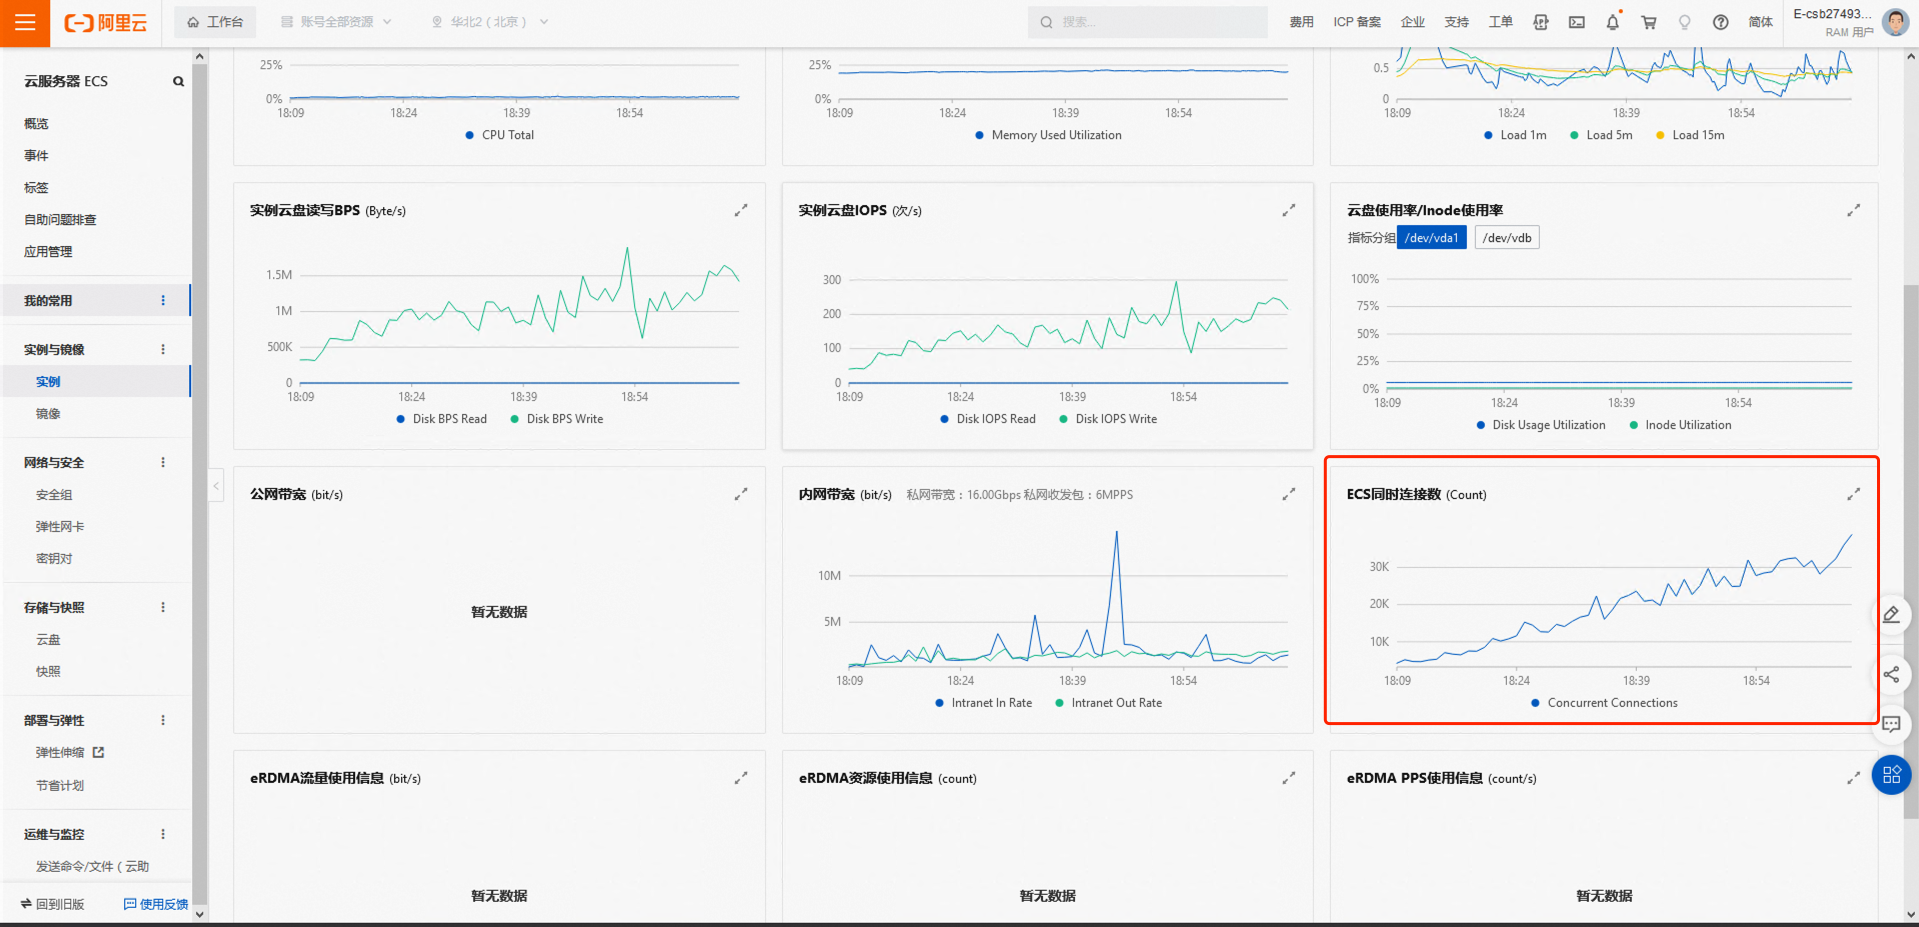 阿里云
工作台
账号全部资源
华北2（北京）
搜索...
费用
ICP 备案
企业
支持
工单
简体
E-csb27493...
RAM 用户
云服务器 ECS
概览
事件
标签
自助问题排查
应用管理
我的常用
实例与镜像
实例
镜像
网络与安全
安全组
弹性网卡
密钥对
存储与快照
云盘
快照
部署与弹性
弹性伸缩
节省计划
运维与监控
发送命令/文件（云助
回到旧版
使用反馈
25%
0%
18:09
18:24
18:39
18:54
CPU Total
25%
0%
18:09
18:24
18:39
18:54
Memory Used Utilization
0.5
0
18:09
18:24
18:39
18:54
Load 1m
Load 5m
Load 15m
实例云盘读写BPS (Byte/s)
1.5M
1M
500K
0
18:09
18:24
18:39
18:54
Disk BPS Read
Disk BPS Write
实例云盘IOPS (次/s)
300
200
100
0
18:09
18:24
18:39
18:54
Disk IOPS Read
Disk IOPS Write
云盘使用率/Inode使用率
指标分组
/dev/vda1
/dev/vdb
100%
75%
50%
25%
0%
18:09
18:24
18:39
18:54
Disk Usage Utilization
Inode Utilization
公网带宽 (bit/s)
暂无数据
内网带宽 (bit/s) 私网带宽：16.00Gbps 私网收发包：6MPPS
10M
5M
18:09
18:24
18:39
18:54
Intranet In Rate
Intranet Out Rate
ECS同时连接数 (Count)
30K
20K
10K
18:09
18:24
18:39
18:54
Concurrent Connections
eRDMA流量使用信息 (bit/s)
暂无数据
eRDMA资源使用信息 (count)
暂无数据
eRDMA PPS使用信息 (count/s)
暂无数据